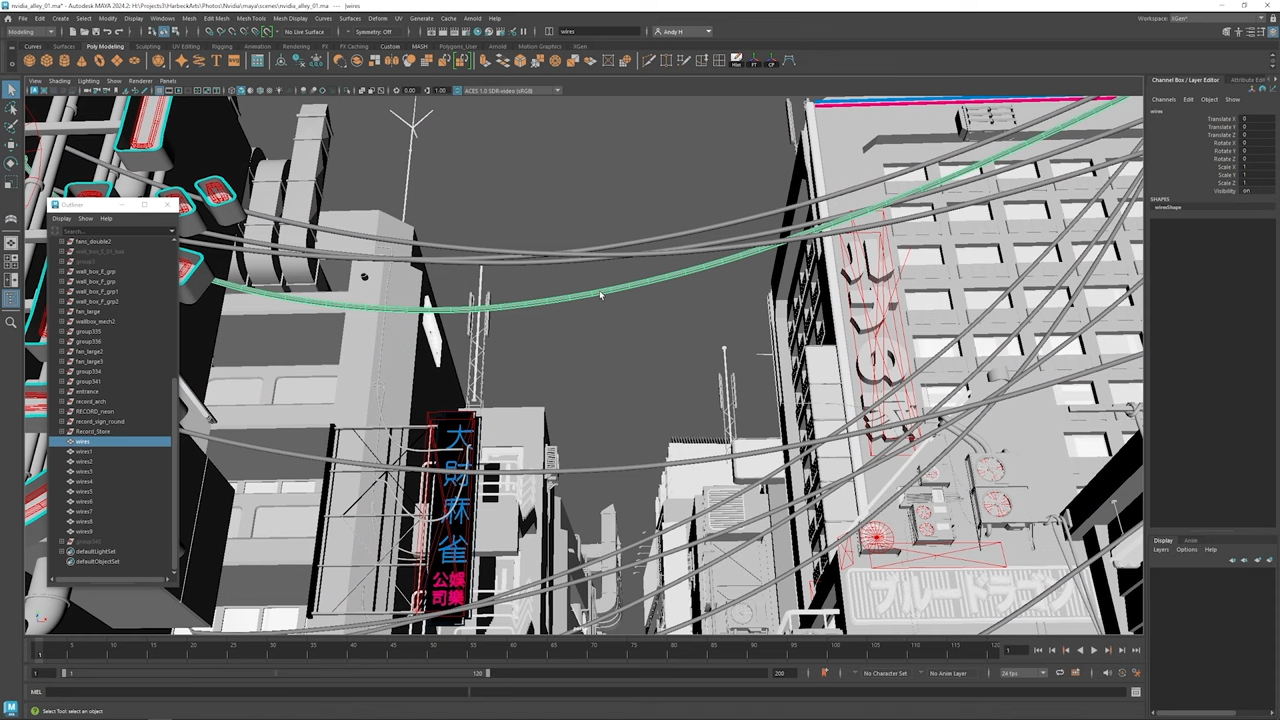 nvidia_alley_01.ma* - Autodesk MAYA 2024.2: H:\Projects3\HarbeckArts\Photos\Nvidia\maya\scenes\nvidia_alley_01.ma --- |wires
File Edit Create Select Modify Display Windows Mesh Edit Mesh Mesh Tools Mesh Display Curves Surfaces Deform UV Generate Cache Arnold Help
Workspace: XGen*
Modeling
No Live Surface
Symmetry: Off
wires
Andy H
Curves Surfaces Poly Modeling Sculpting UV Editing Rigging Animation Rendering FX FX Caching Custom MASH Polygons_User Arnold Motion Graphics XGen
Hist FT CP
View Shading Lighting Show Renderer Panels
0.00 1.00 ACES 1.0 SDR-video (sRGB)
Outliner
Display Show Help
Search...
fans_double2
wall_box_E_grp
wall_box_F_grp
wall_box_F_grp1
wall_box_F_grp2
fan_large
wallbox_mech2
group335
group336
fan_large2
fan_large3
group334
group341
entrance
record_arch
RECORD_neon
record_sign_round
Record_Store
wires
wires1
wires2
wires3
wires4
wires5
wires6
wires7
wires8
wires9
defaultLightSet
defaultObjectSet
大財麻雀
公司
娛樂
Channel Box / Layer Editor
Attribute Edi
Channels Edit Object Show
wires
Translate X 0
Translate Y 0
Translate Z 0
Rotate X 0
Rotate Y 0
Rotate Z 0
Scale X 1
Scale Y 1
Scale Z 1
Visibility on
SHAPES
wiresShape
Display Anim
Layers Options Help
1 5 10 15 20 25 30 35 40 45 50 55 60 65 70 75 80 85 90 95 100 105 110 115 120
1
1 1 120 200
No Character Set
No Anim Layer
24 fps
MEL
Select Tool: select an object